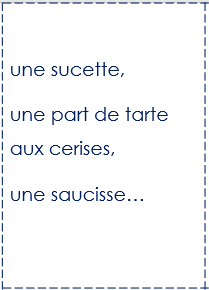 une sucette,
une part de tarte
aux cerises,
une saucisse…